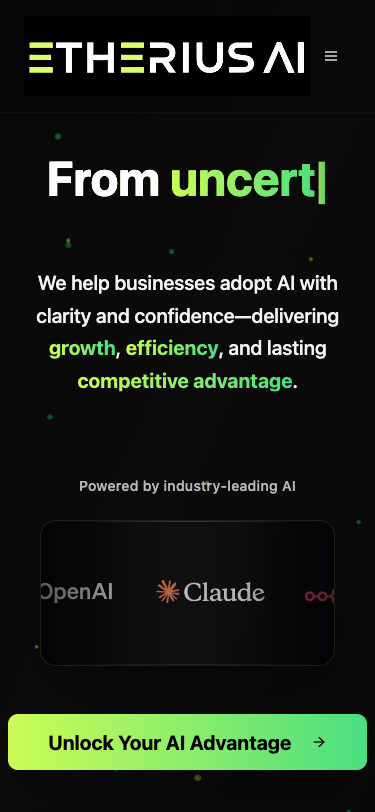 ETHERIUS AI
From uncert
We help businesses adopt AI with
clarity and confidence—delivering
growth, efficiency, and lasting
competitive advantage.
Powered by industry-leading AI
OpenAI
Claude
Unlock Your AI Advantage →